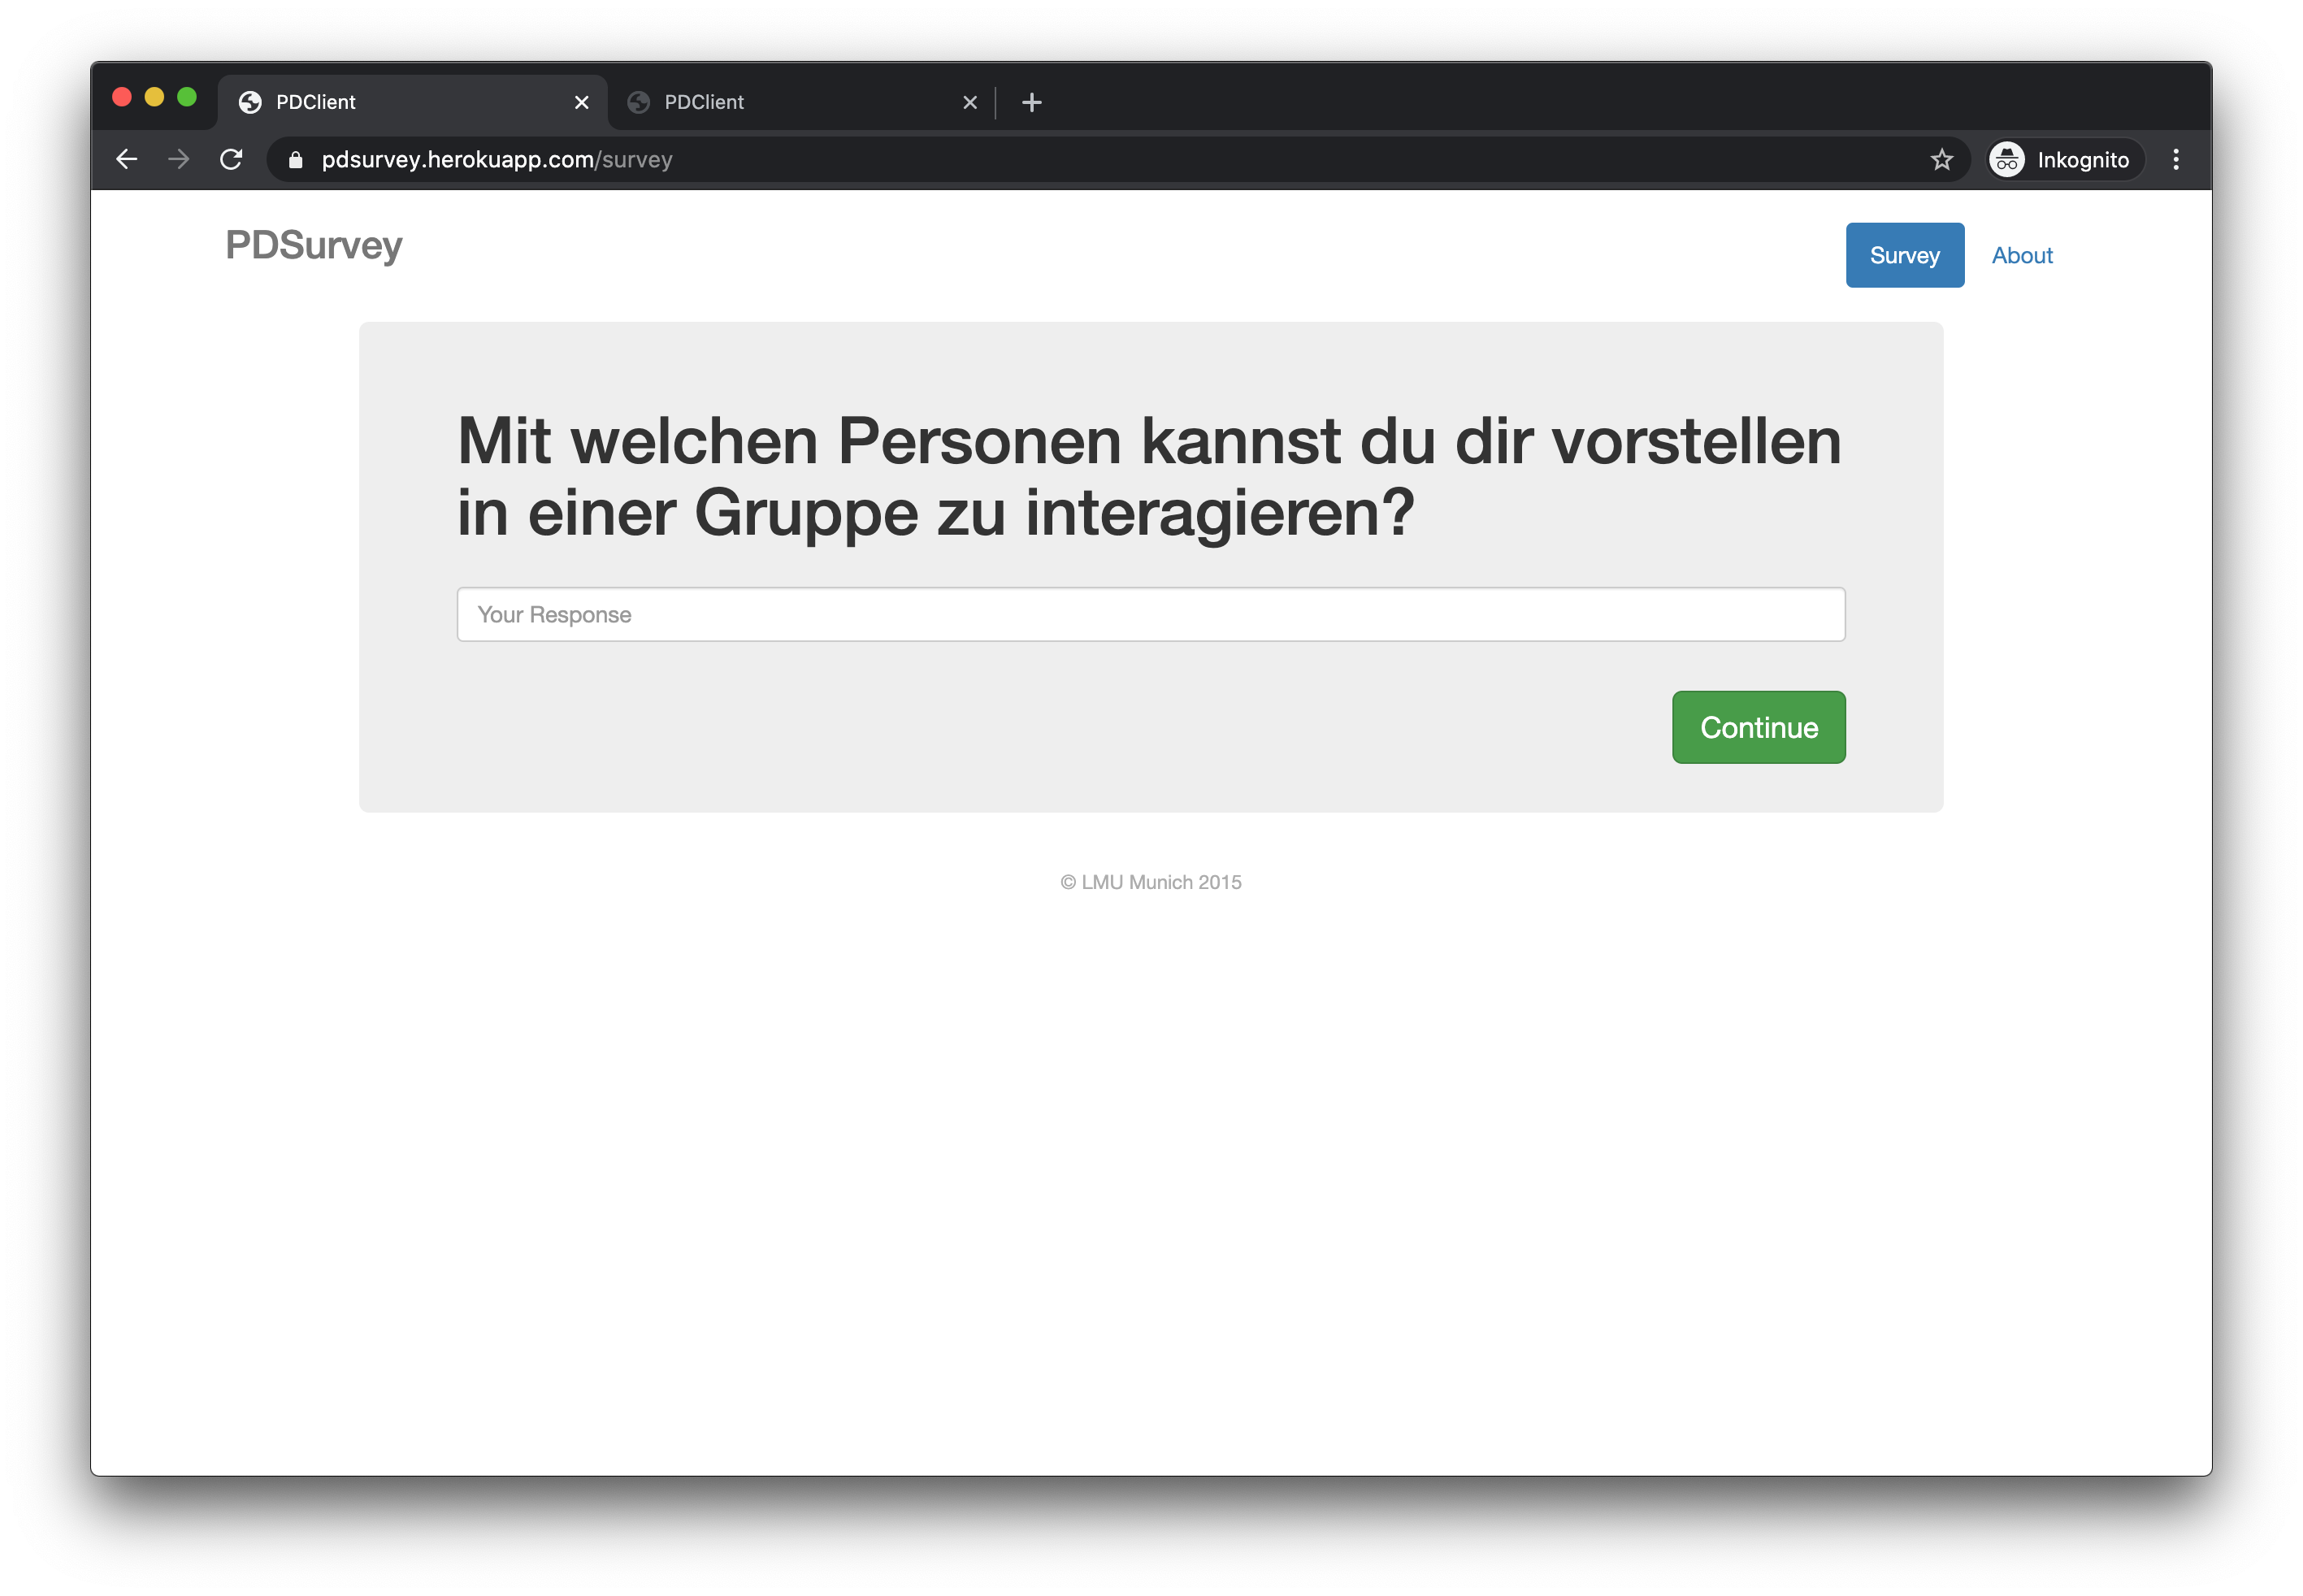 PDClient
PDClient
pdsurvey.herokuapp.com/survey
Inkognito
PDSurvey
Survey
About
Mit welchen Personen kannst du dir vorstellen
in einer Gruppe zu interagieren?
Your Response
Continue
© LMU Munich 2015